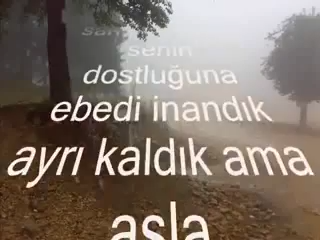 senin
dostluğuna
ebedi inandık
ayrı kaldık ama
asla